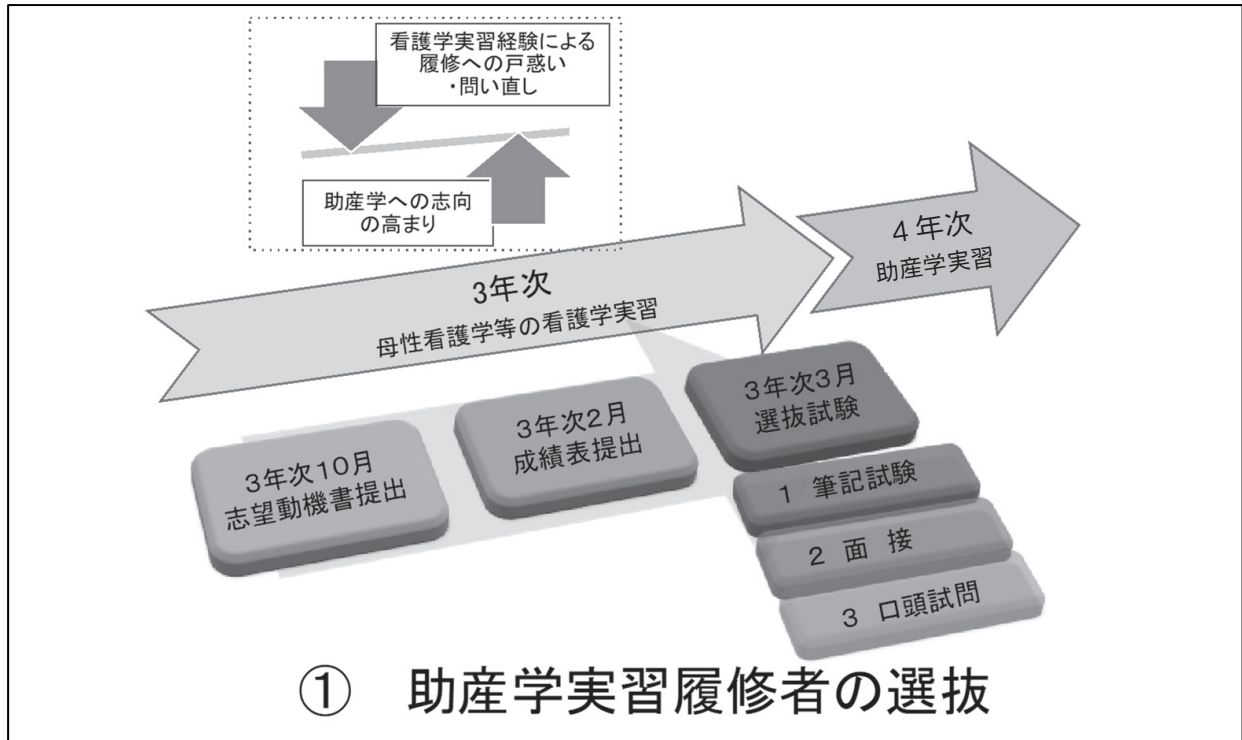 看護学実習経験による
履修への戸惑い
・問い直し
助産学への志向
の高まり
3年次
母性看護学等の看護学実習
4年次
助産学実習
3年次10月
志望動機書提出
3年次2月
成績表提出
3年次3月
選抜試験
1 筆記試験
2 面 接
3 口頭試問
① 助産学実習履修者の選抜